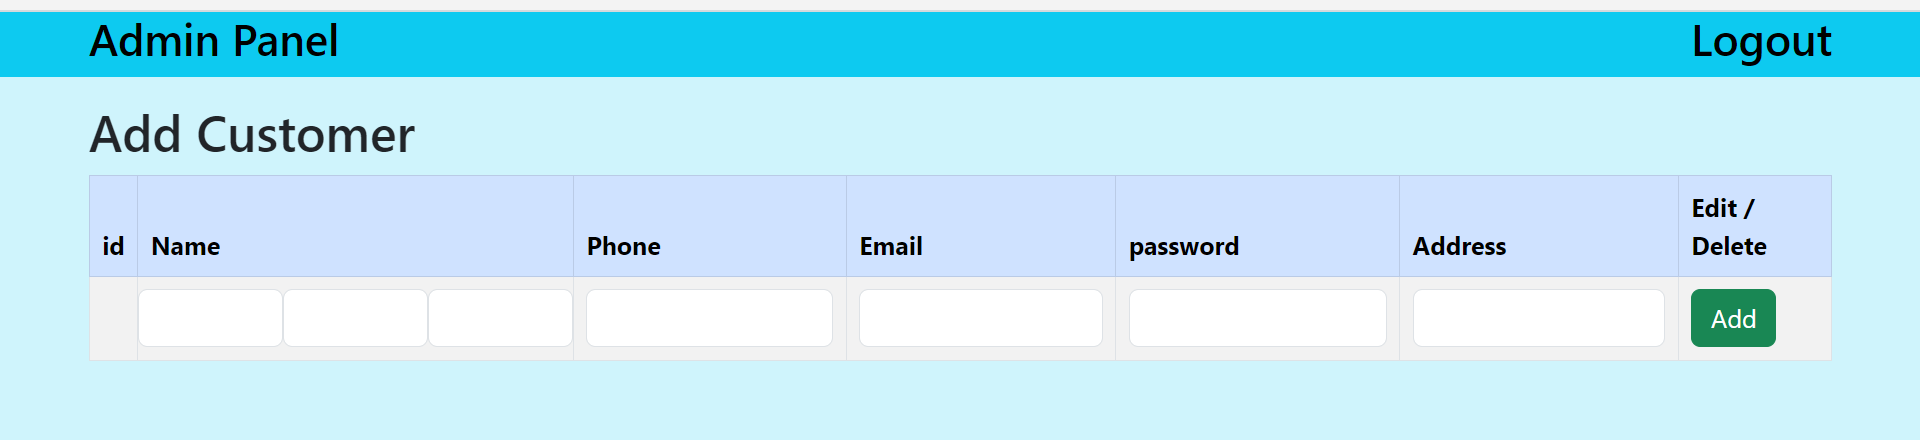 Admin Panel
Logout
Add Customer
id
Name
Phone
Email
password
Address
Edit /
Delete
Add